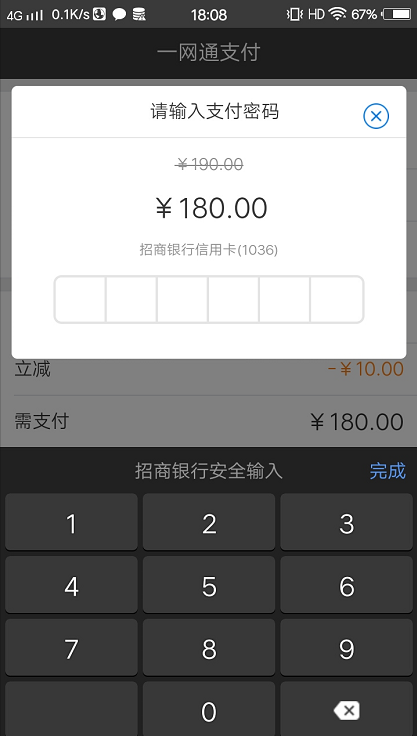 4G 0.1K/s 18:08 HD 67%
一网通支付
请输入支付密码
￥190.00
￥180.00
招商银行信用卡(1036)
立减 -￥10.00
需支付 ￥180.00
招商银行安全输入 完成
1 2 3
4 5 6
7 8 9
0